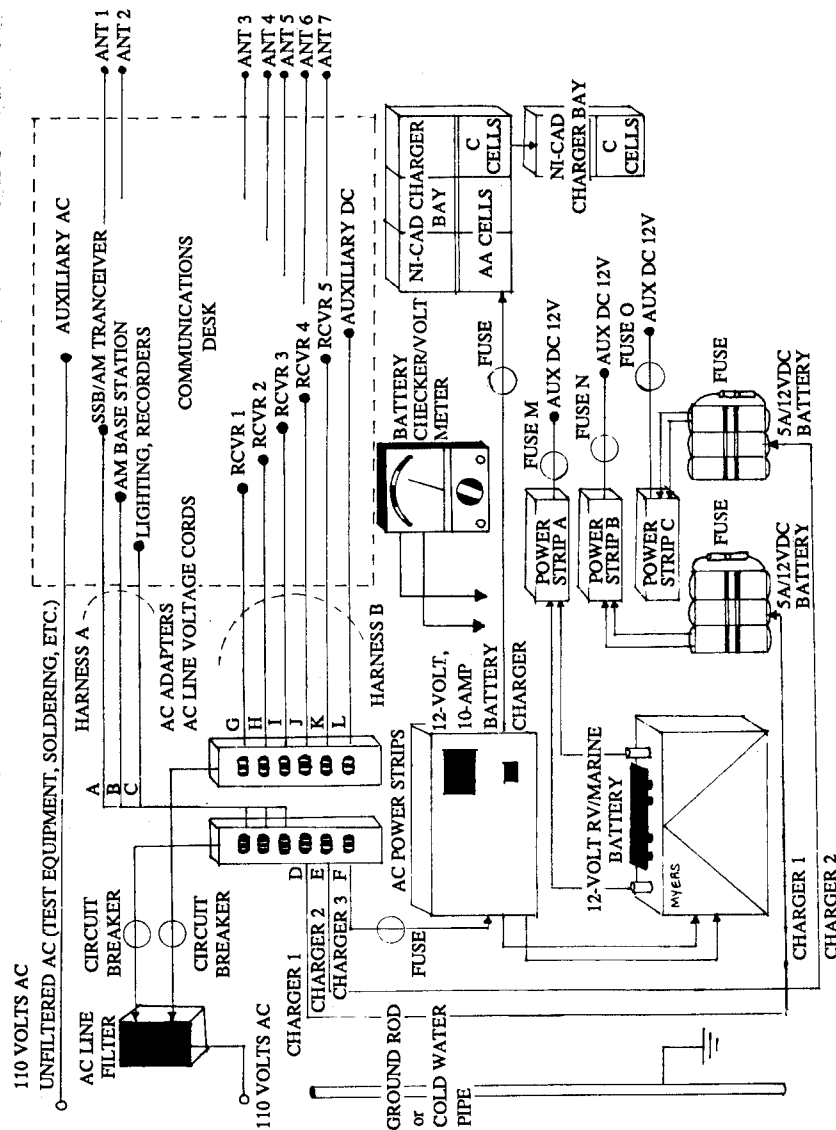 110 VOLTS AC
UNFILTERED AC (TEST EQUIPMENT, SOLDERING, ETC.)
AUXILIARY AC
AC LINE
FILTER
110 VOLTS AC
CIRCUIT
BREAKER
CIRCUIT
BREAKER
HARNESS A
A
B
C
AC ADAPTERS
AC LINE VOLTAGE CORDS
SSB/AM TRANCEIVER
AM BASE STATION
LIGHTING, RECORDERS
COMMUNICATIONS
DESK
ANT 1
ANT 2
ANT 3
ANT 4
ANT 5
ANT 6
ANT 7
G
H
I
J
K
L
HARNESS B
RCVR 1
RCVR 2
RCVR 3
RCVR 4
RCVR 5
AUXILIARY DC
D
E
F
CHARGER 1
CHARGER 2
CHARGER 3
FUSE
AC POWER STRIPS
12-VOLT,
10-AMP
BATTERY
CHARGER
BATTERY
CHECKER/VOLT
METER
FUSE
NI-CAD CHARGER
BAY
AA CELLS
C
CELLS
NI-CAD
CHARGER BAY
C
CELLS
GROUND ROD
or
COLD WATER
PIPE
12-VOLT RV/MARINE
BATTERY
MYERS
POWER
STRIP A
FUSE M
AUX DC 12V
POWER
STRIP B
FUSE N
AUX DC 12V
POWER
STRIP C
FUSE O
AUX DC 12V
FUSE
5A/12VDC
BATTERY
FUSE
5A/12VDC
BATTERY
CHARGER 1
CHARGER 2